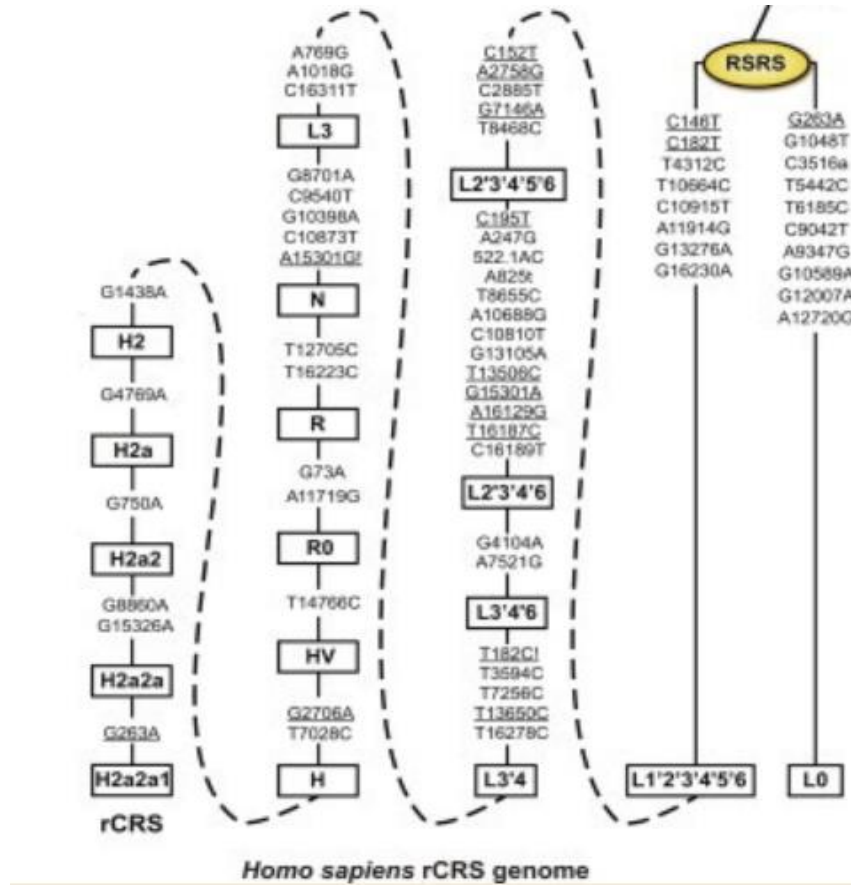 G1438A
H2
G4769A
H2a
G750A
H2a2
G8860A
G15326A
H2a2a
G263A
H2a2a1
rCRS
A769G
A1018G
C16311T
L3
G8701A
C9540T
G10398A
C10873T
A15301G!
N
T12705C
T16223C
R
G73A
A11719G
R0
T14766C
HV
G2706A
T7028C
H
C152T
A2758G
C2885T
G7146A
T8468C
L2'3'4'5'6
C195T
A247G
522.1AC
A825t
T8655C
A10688G
C10810T
G13105A
T13506C
G15301A
A16129G
T16187C
C16189T
L2'3'4'6
G4104A
A7521G
L3'4'6
T182C!
T3594C
T7256C
T13650C
T16278C
L3'4
RSRS
C146T
C182T
T4312C
T10664C
C10915T
A11914G
G13276A
G16230A
L1'2'3'4'5'6
G263A
G1048T
C3516a
T5442C
T6185C
C9042T
A9347G
G10589A
G12007A
A12720G
L0
Homo sapiens rCRS genome